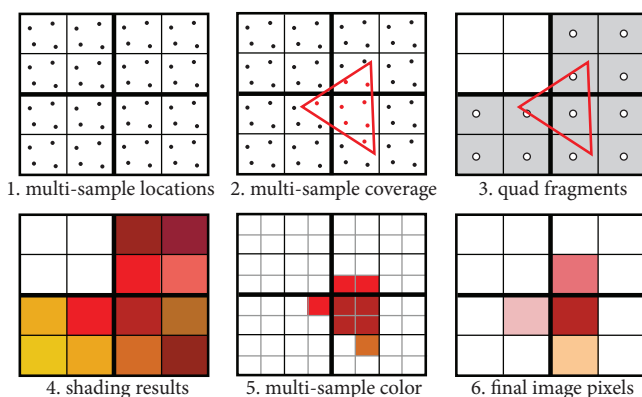 1. multi-sample locations
2. multi-sample coverage
3. quad fragments
4. shading results
5. multi-sample color
6. final image pixels